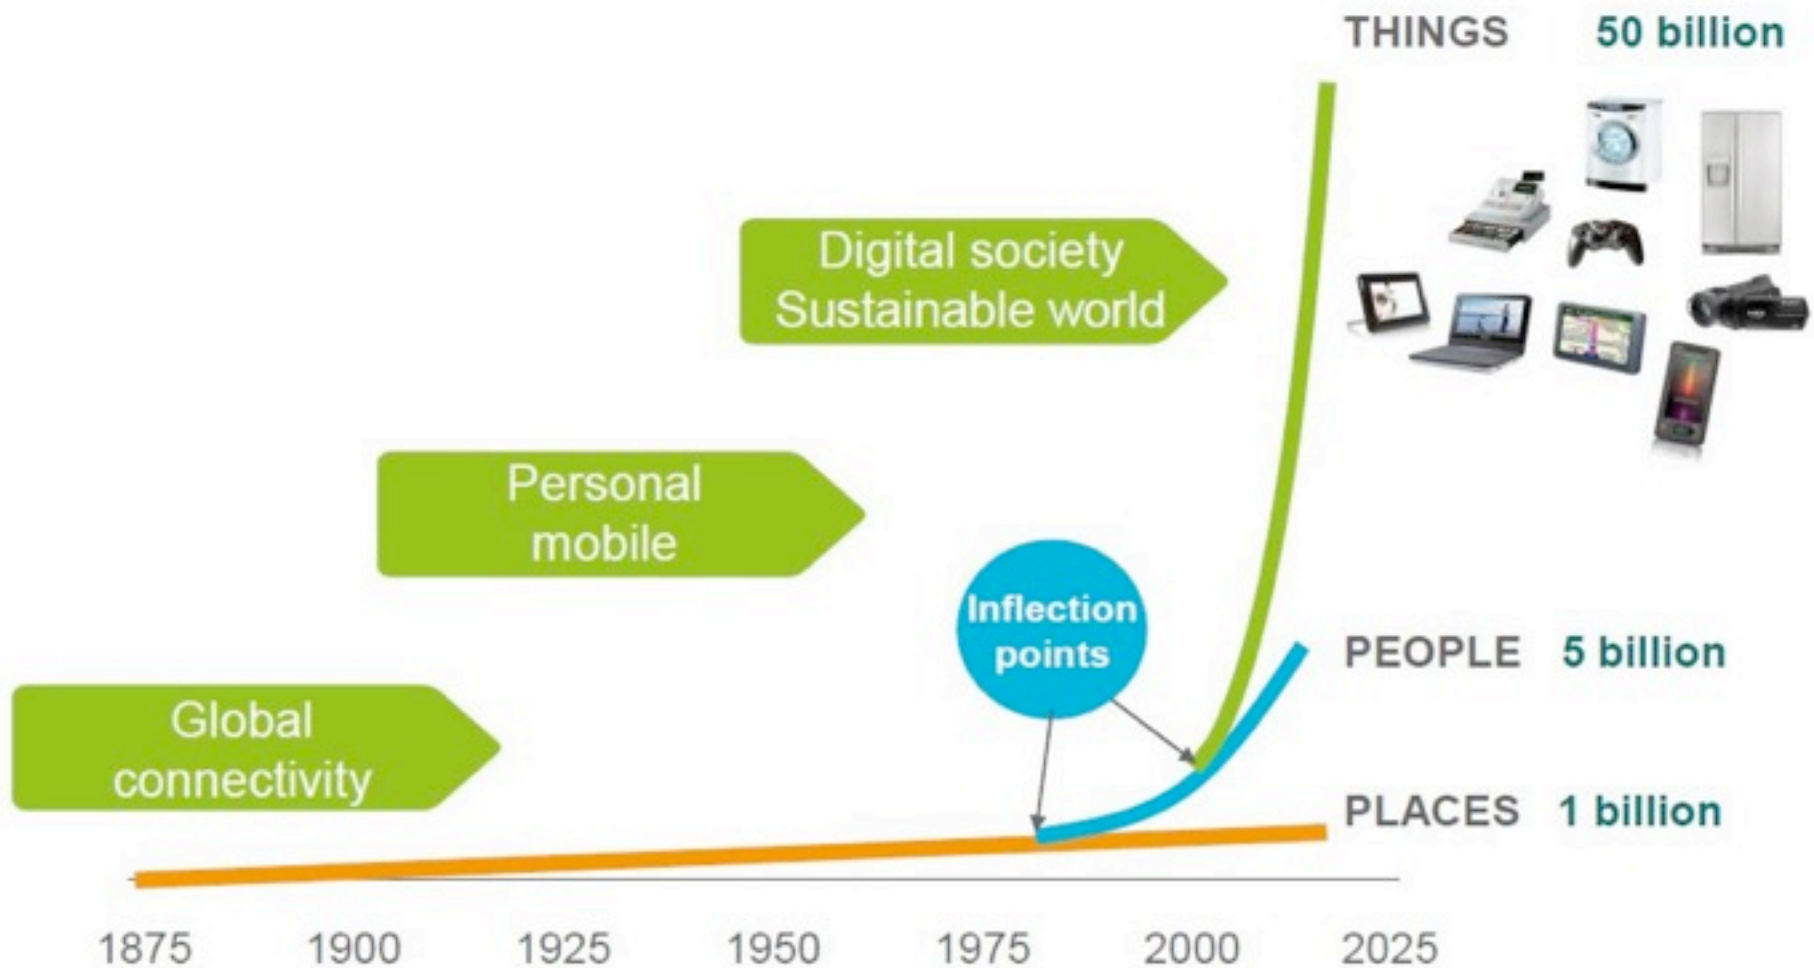 THINGS 50 billion
Digital society
Sustainable world
Personal
mobile
Inflection
points
PEOPLE 5 billion
Global
connectivity
PLACES 1 billion
1875 1900 1925 1950 1975 2000 2025